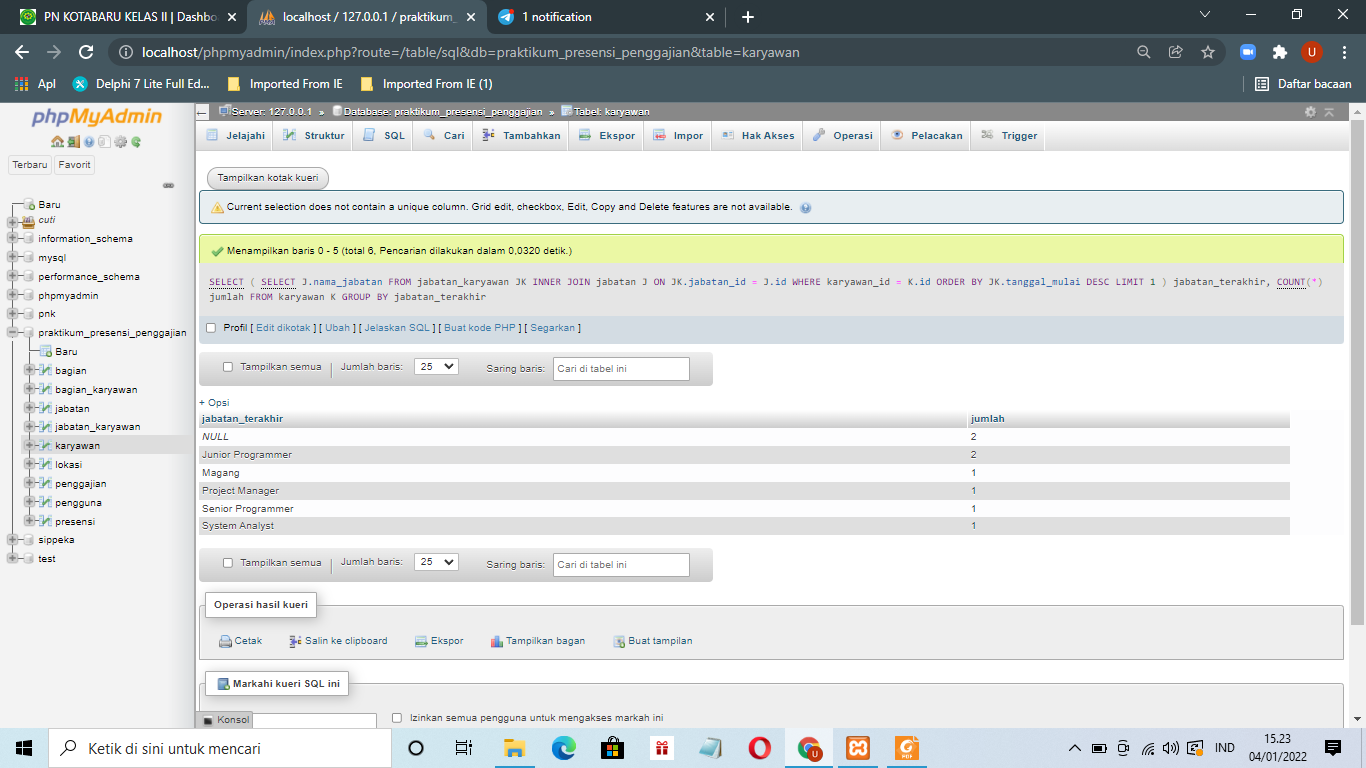 PN KOTABARU KELAS II | Dashbo
localhost / 127.0.0.1 / praktikum_
1 notification
localhost/phpmyadmin/index.php?route=/table/sql&db=praktikum_presensi_penggajian&table=karyawan
U
Apl
Delphi 7 Lite Full Ed...
Imported From IE
Imported From IE (1)
Daftar bacaan
phpMyAdmin
Terbaru
Favorit
Baru
cuti
information_schema
mysql
performance_schema
phpmyadmin
pnk
praktikum_presensi_penggajian
Baru
bagian
bagian_karyawan
jabatan
jabatan_karyawan
karyawan
lokasi
penggajian
pengguna
presensi
sippeka
test
Server: 127.0.0.1 » Database: praktikum_presensi_penggajian » Tabel: karyawan
Jelajahi
Struktur
SQL
Cari
Tambahkan
Ekspor
Impor
Hak Akses
Operasi
Pelacakan
Trigger
Tampilkan kotak kueri
Current selection does not contain a unique column. Grid edit, checkbox, Edit, Copy and Delete features are not available.
Menampilkan baris 0 - 5 (total 6, Pencarian dilakukan dalam 0,0320 detik.)
SELECT ( SELECT J.nama_jabatan FROM jabatan_karyawan JK INNER JOIN jabatan J ON JK.jabatan_id = J.id WHERE karyawan_id = K.id ORDER BY JK.tanggal_mulai DESC LIMIT 1 ) jabatan_terakhir, COUNT(*)
jumlah FROM karyawan K GROUP BY jabatan_terakhir
Profil [ Edit dikotak ] [ Ubah ] [ Jelaskan SQL ] [ Buat kode PHP ] [ Segarkan ]
Tampilkan semua
Jumlah baris:
25
Saring baris:
Cari di tabel ini
+ Opsi
jabatan_terakhir jumlah
NULL 2
Junior Programmer 2
Magang 1
Project Manager 1
Senior Programmer 1
System Analyst 1
Tampilkan semua
Jumlah baris:
25
Saring baris:
Cari di tabel ini
Operasi hasil kueri
Cetak
Salin ke clipboard
Ekspor
Tampilkan bagan
Buat tampilan
Markahi kueri SQL ini
Konsol
Izinkan semua pengguna untuk mengakses markah ini
Ketik di sini untuk mencari
U
PDF
IND
15.23
04/01/2022